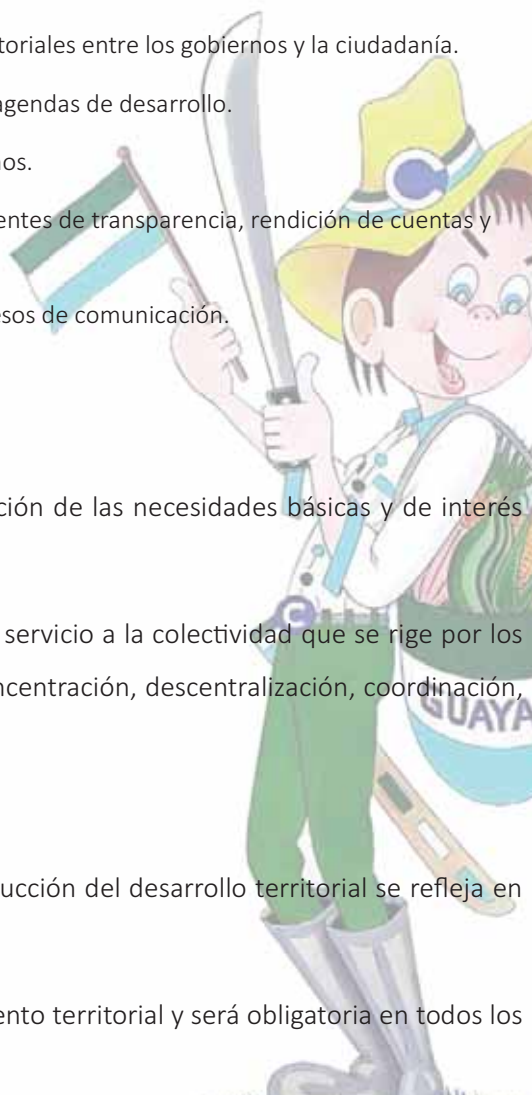 toriales entre los gobiernos y la ciudadanía.
agendas de desarrollo.
nos.
entes de transparencia, rendición de cuentas y
esos de comunicación.
ción de las necesidades básicas y de interés
servicio a la colectividad que se rige por los
ncentración, descentralización, coordinación,
ucción del desarrollo territorial se refleja en
ento territorial y será obligatoria en todos los
C
C
GUAYA